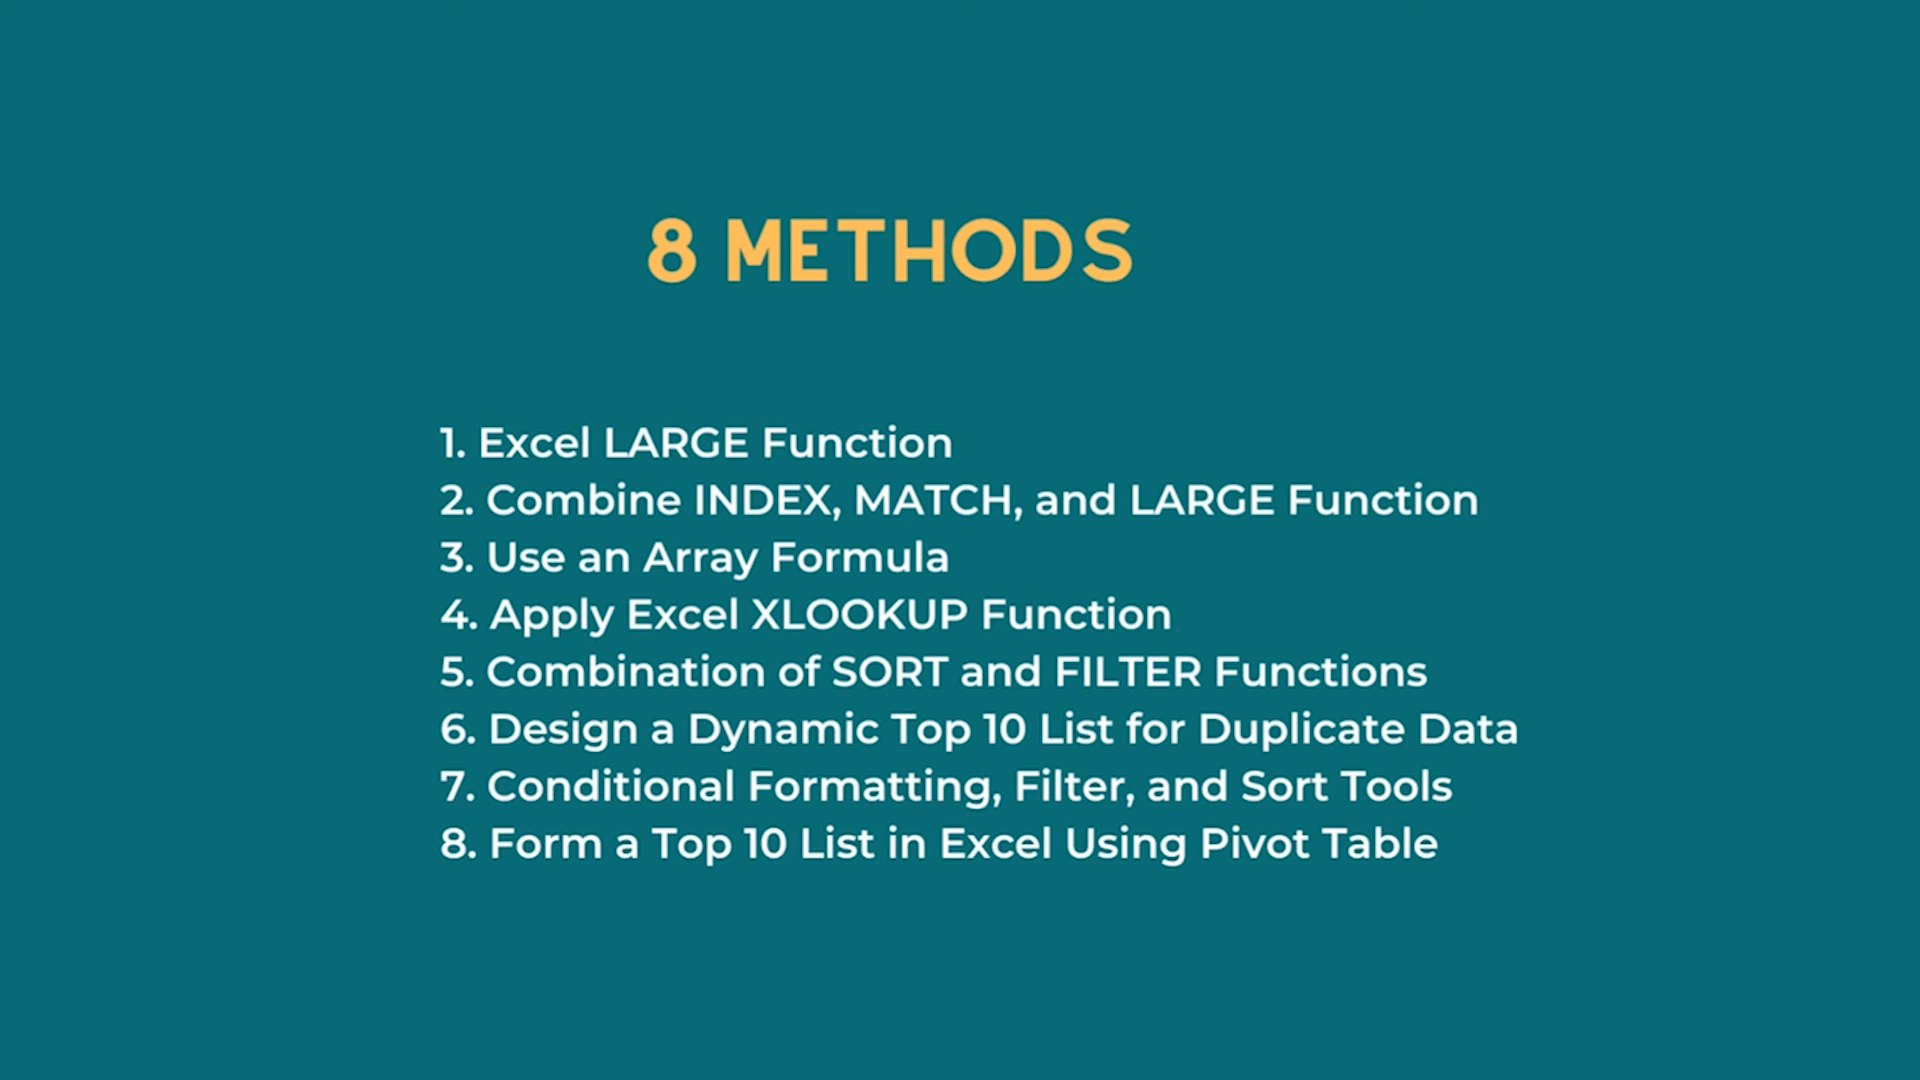 8 METHODS
1. Excel LARGE Function
2. Combine INDEX, MATCH, and LARGE Function
3. Use an Array Formula
4. Apply Excel XLOOKUP Function
5. Combination of SORT and FILTER Functions
6. Design a Dynamic Top 10 List for Duplicate Data
7. Conditional Formatting, Filter, and Sort Tools
8. Form a Top 10 List in Excel Using Pivot Table